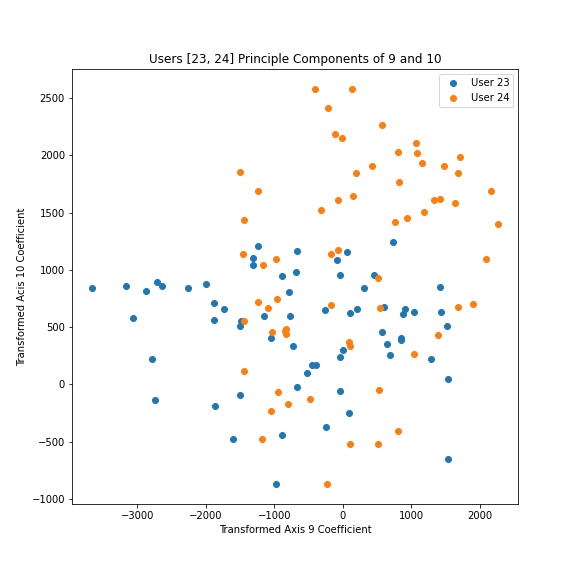 Users [23, 24] Principle Components of 9 and 10
User 23
User 24
Transformed Acis 10 Coefficient
2500
2000
1500
1000
500
0
−500
−1000
−3000
−2000
−1000
0
1000
2000
Transformed Axis 9 Coefficient